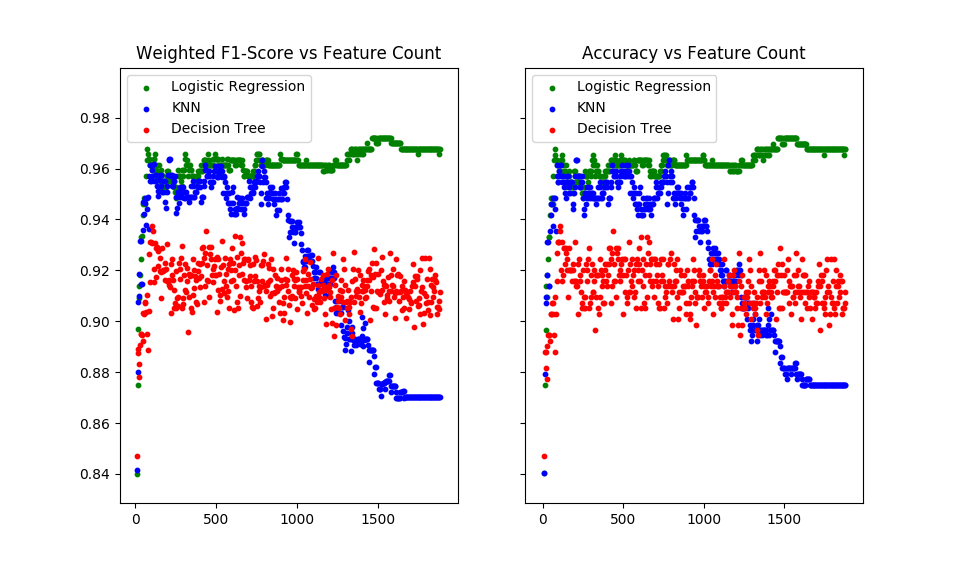 Weighted F1-Score vs Feature Count
Logistic Regression
KNN
Decision Tree
0.98
0.96
0.94
0.92
0.90
0.88
0.86
0.84
0
500
1000
1500
Accuracy vs Feature Count
Logistic Regression
KNN
Decision Tree
0
500
1000
1500